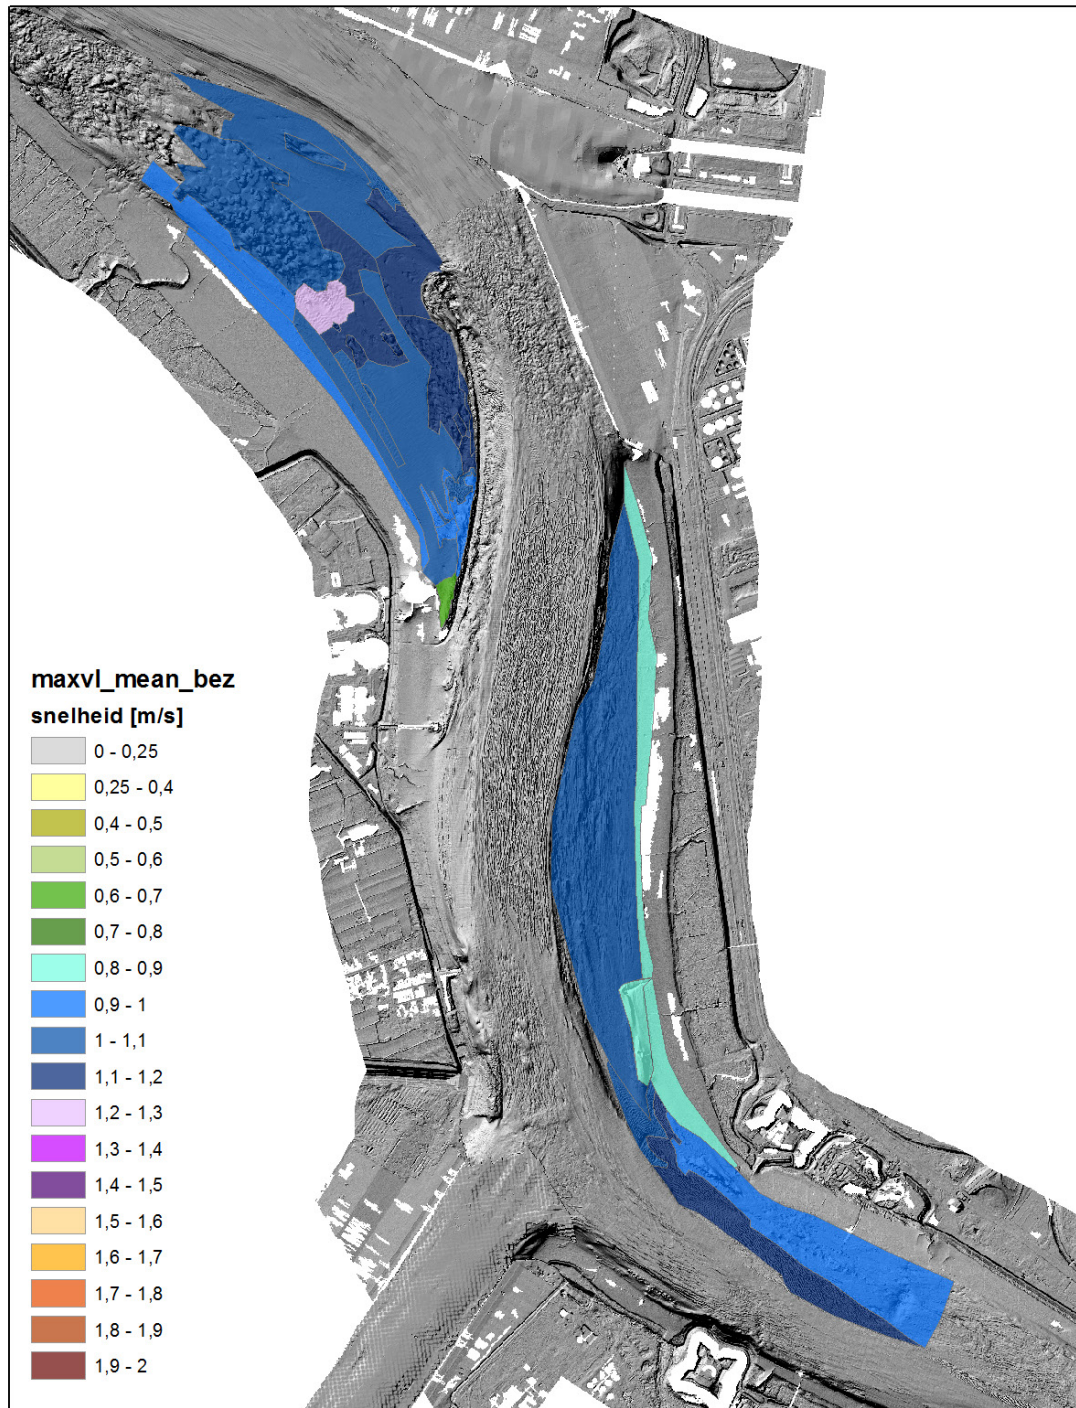 maxvl_mean_bez
snelheid [m/s]
0 - 0,25
0,25 - 0,4
0,4 - 0,5
0,5 - 0,6
0,6 - 0,7
0,7 - 0,8
0,8 - 0,9
0,9 - 1
1 - 1,1
1,1 - 1,2
1,2 - 1,3
1,3 - 1,4
1,4 - 1,5
1,5 - 1,6
1,6 - 1,7
1,7 - 1,8
1,8 - 1,9
1,9 - 2